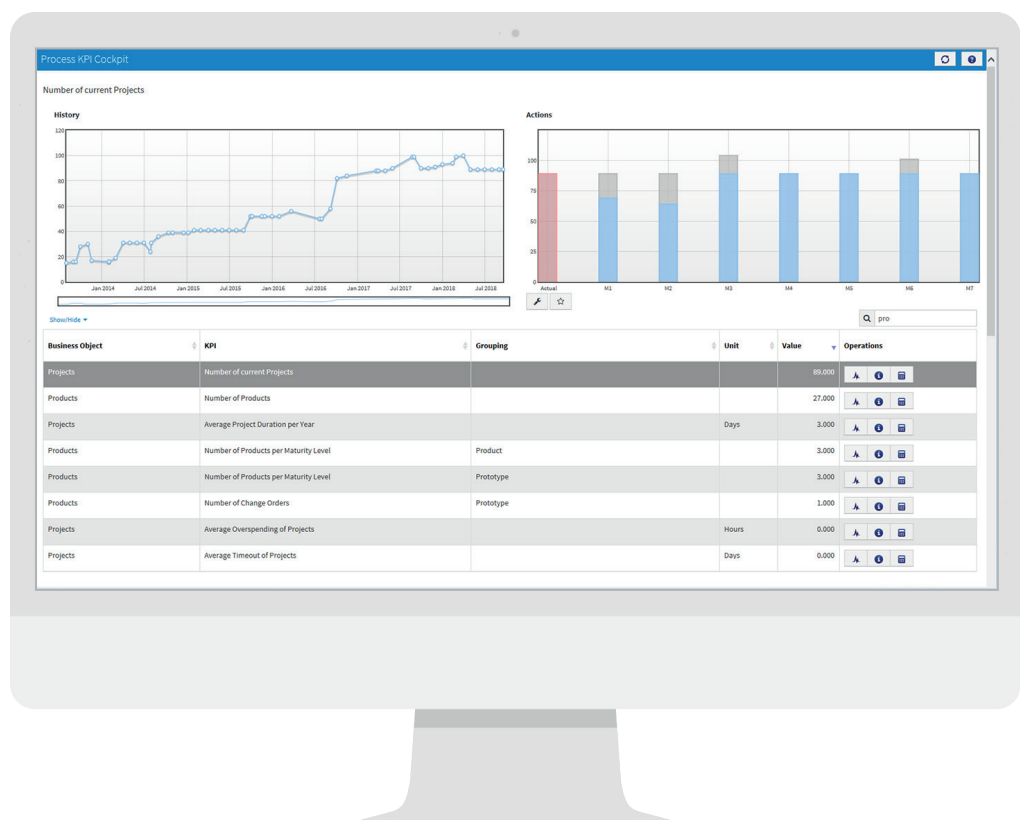 Process KPI Cockpit
Number of current Projects
History
Actions
120
100
80
60
40
20
0
Jan 2014 Jul 2014 Jan 2015 Jul 2015 Jan 2016 Jul 2016 Jan 2017 Jul 2017 Jan 2018 Jul 2018
100
75
50
25
0
Actual M1 M2 M3 M4 M5 M6 M7
Show/Hide
pro
Business Object KPI Grouping Unit Value Operations
Projects Number of current Projects 89.000
Products Number of Products 27.000
Projects Average Project Duration per Year Days 3.000
Products Number of Products per Maturity Level Product 3.000
Products Number of Products per Maturity Level Prototype 3.000
Products Number of Change Orders Prototype 1.000
Projects Average Overspending of Projects Hours 0.000
Projects Average Timeout of Projects Days 0.000